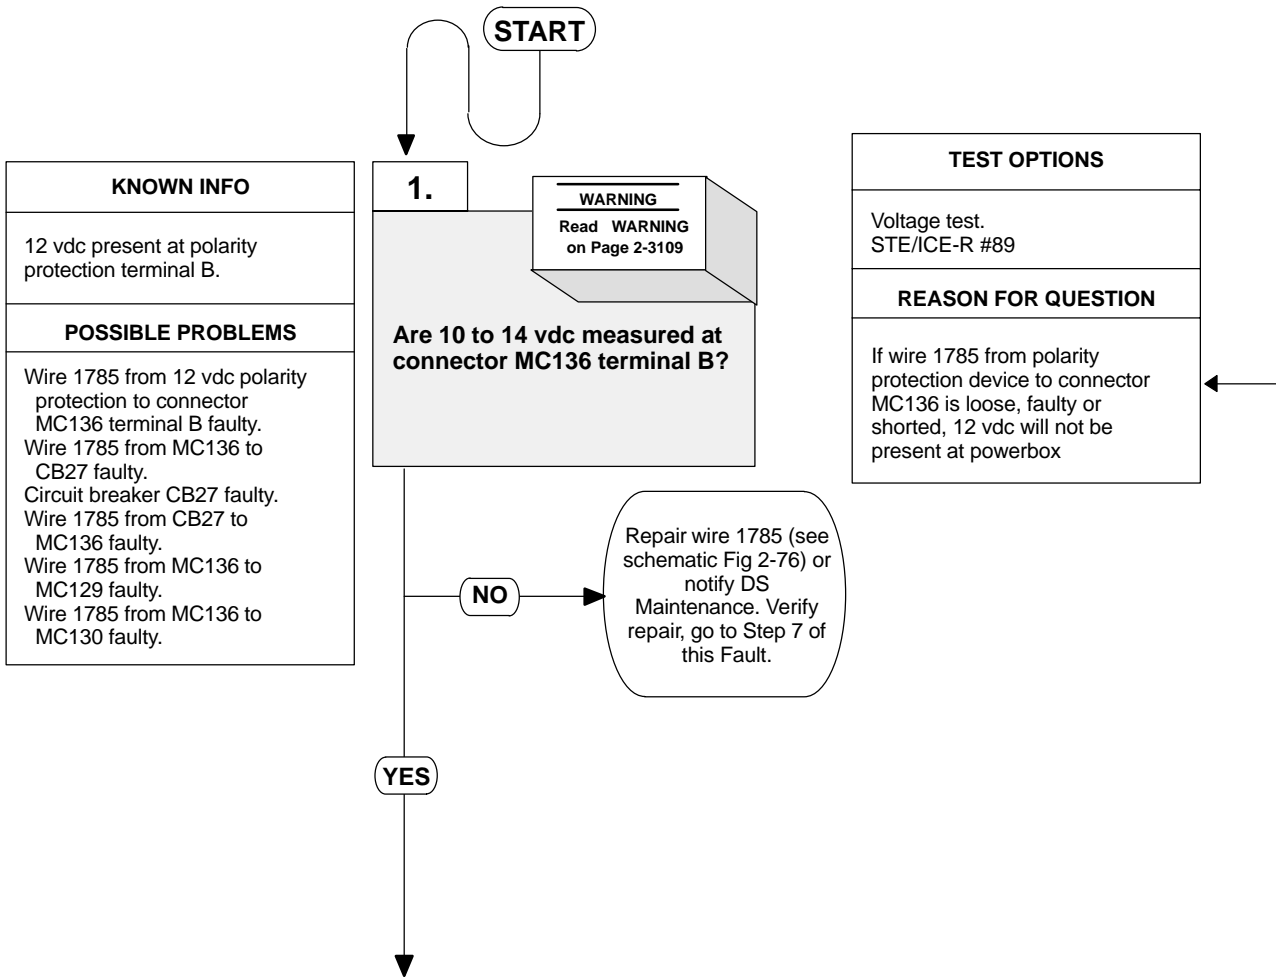 START
KNOWN INFO
12 vdc present at polarity
protection terminal B.
POSSIBLE PROBLEMS
Wire 1785 from 12 vdc polarity
protection to connector
MC136 terminal B faulty.
Wire 1785 from MC136 to
CB27 faulty.
Circuit breaker CB27 faulty.
Wire 1785 from CB27 to
MC136 faulty.
Wire 1785 from MC136 to
MC129 faulty.
Wire 1785 from MC136 to
MC130 faulty.
1.
WARNING
Read WARNING
on Page 2-3109
Are 10 to 14 vdc measured at
connector MC136 terminal B?
TEST OPTIONS
Voltage test.
STE/ICE-R #89
REASON FOR QUESTION
If wire 1785 from polarity
protection device to connector
MC136 is loose, faulty or
shorted, 12 vdc will not be
present at powerbox
NO
Repair wire 1785 (see
schematic Fig 2-76) or
notify DS
Maintenance. Verify
repair, go to Step 7 of
this Fault.
YES